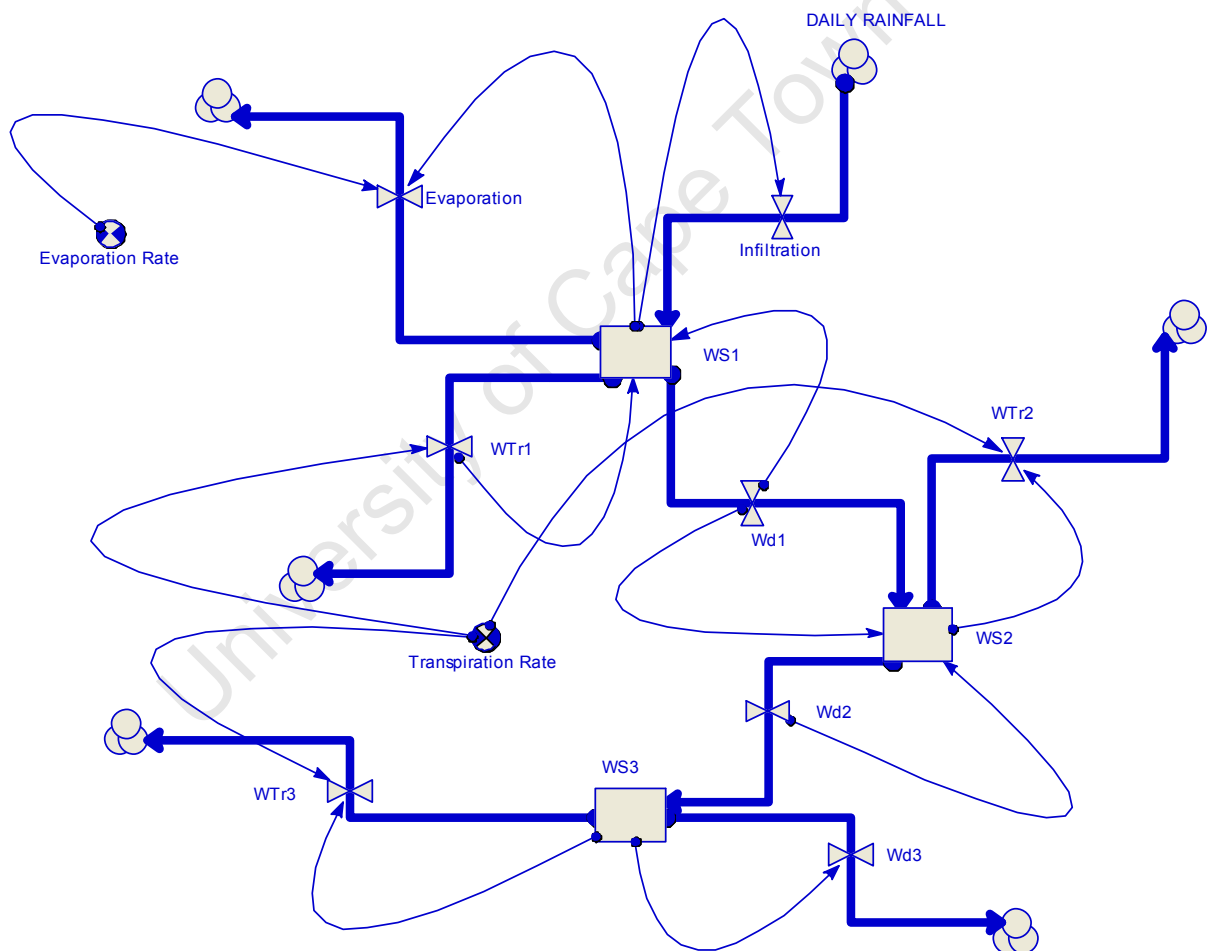 DAILY RAINFALL
Evaporation
Evaporation Rate
Infiltration
WS1
WTr2
WTr1
Wd1
WS2
Transpiration Rate
Wd2
WS3
WTr3
Wd3
University of Cape Town